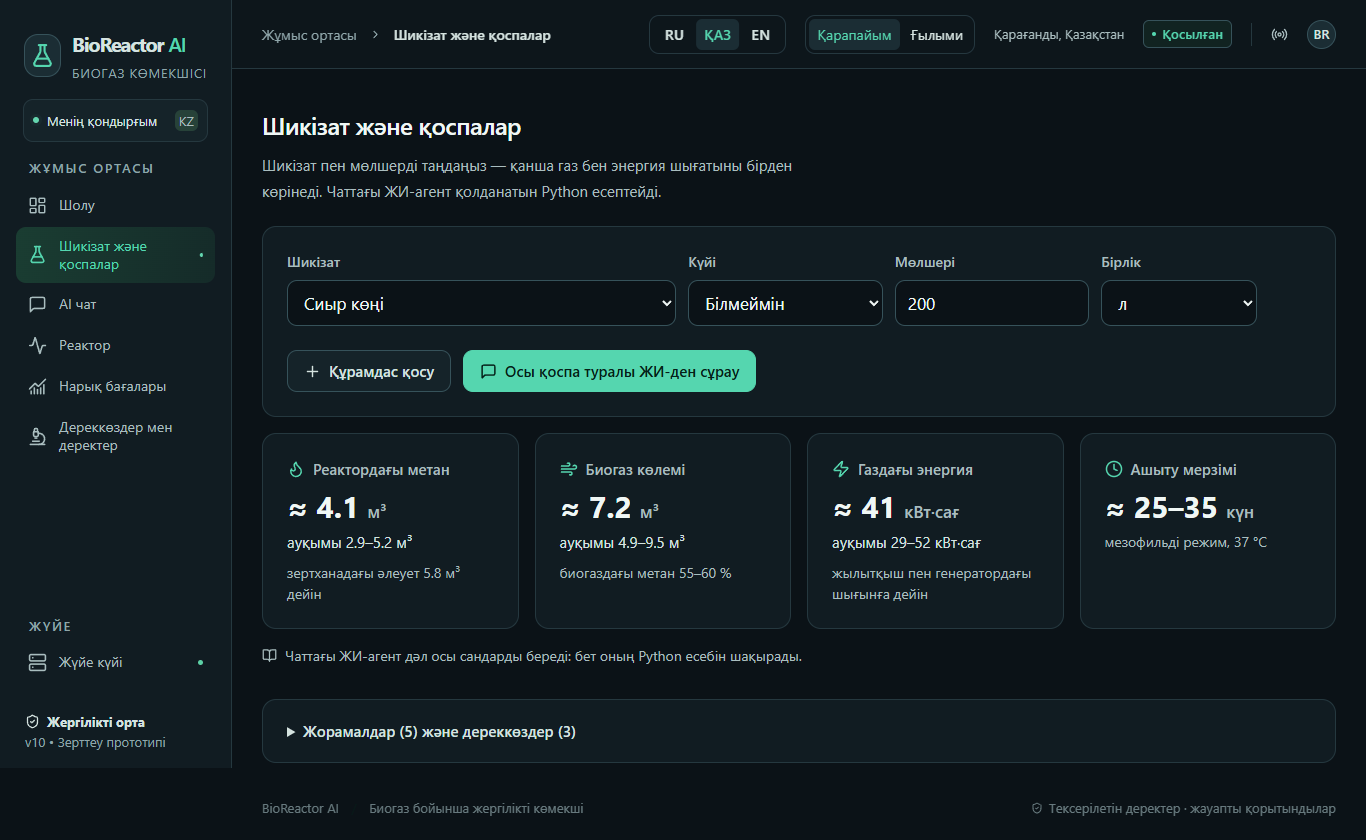 BioReactor AI
БИОГАЗ КӨМЕКШІСІ
Менің қондырғым KZ
ЖҰМЫС ОРТАСЫ
Шолу
Шикізат және
қоспалар
AI чат
Реактор
Нарық бағалары
Дереккөздер мен
деректер
ЖҮЙЕ
Жүйе күйі
Жергілікті орта
v10 • Зерттеу прототипі
Жұмыс ортасы > Шикізат және қоспалар
RU ҚАЗ EN
Қарапайым Ғылыми
Қарағанды, Қазақстан
• Қосылған
BR
Шикізат және қоспалар
Шикізат пен мөлшерді таңдаңыз — қанша газ бен энергия шығатыны бірден
көрінеді. Чаттағы ЖИ-агент қолданатын Python есептейді.
Шикізат Күйі Мөлшері Бірлік
Сиыр көңі Білмеймін 200 л
+ Құрамдас қосу Осы қоспа туралы ЖИ-ден сұрау
Реактордағы метан
≈ 4.1 м³
ауқымы 2.9–5.2 м³
зертханадағы әлеует 5.8 м³
дейін
Биогаз көлемі
≈ 7.2 м³
ауқымы 4.9–9.5 м³
биогаздағы метан 55–60 %
Газдағы энергия
≈ 41 кВт·сағ
ауқымы 29–52 кВт·сағ
жылытқыш пен генератордағы
шығынға дейін
Ашыту мерзімі
≈ 25–35 күн
мезофильді режим, 37 °C
Чаттағы ЖИ-агент дәл осы сандарды береді: бет оның Python есебін шақырады.
▶ Жорамалдар (5) және дереккөздер (3)
BioReactor AI / Биогаз бойынша жергілікті көмекші
Тексерілетін деректер · жауапты қорытындылар